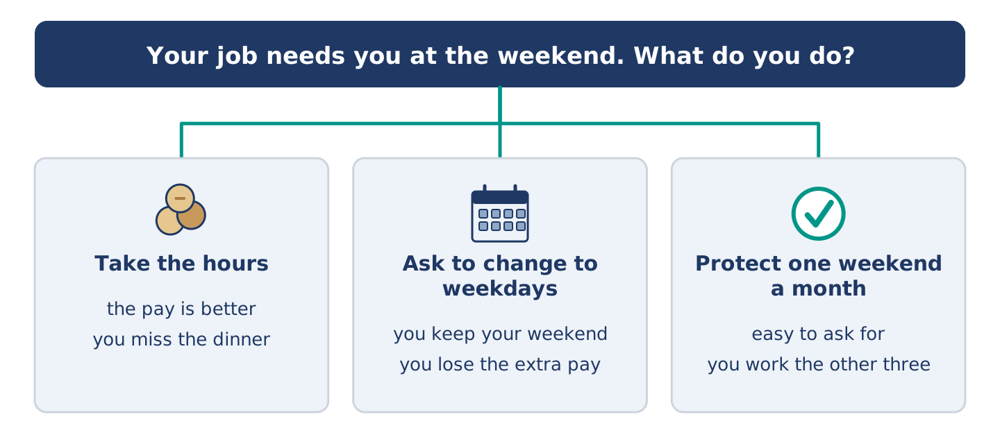 Your job needs you at the weekend. What do you do?
Take the hours
the pay is better
you miss the dinner
Ask to change to
weekdays
you keep your weekend
you lose the extra pay
Protect one weekend
a month
easy to ask for
you work the other three